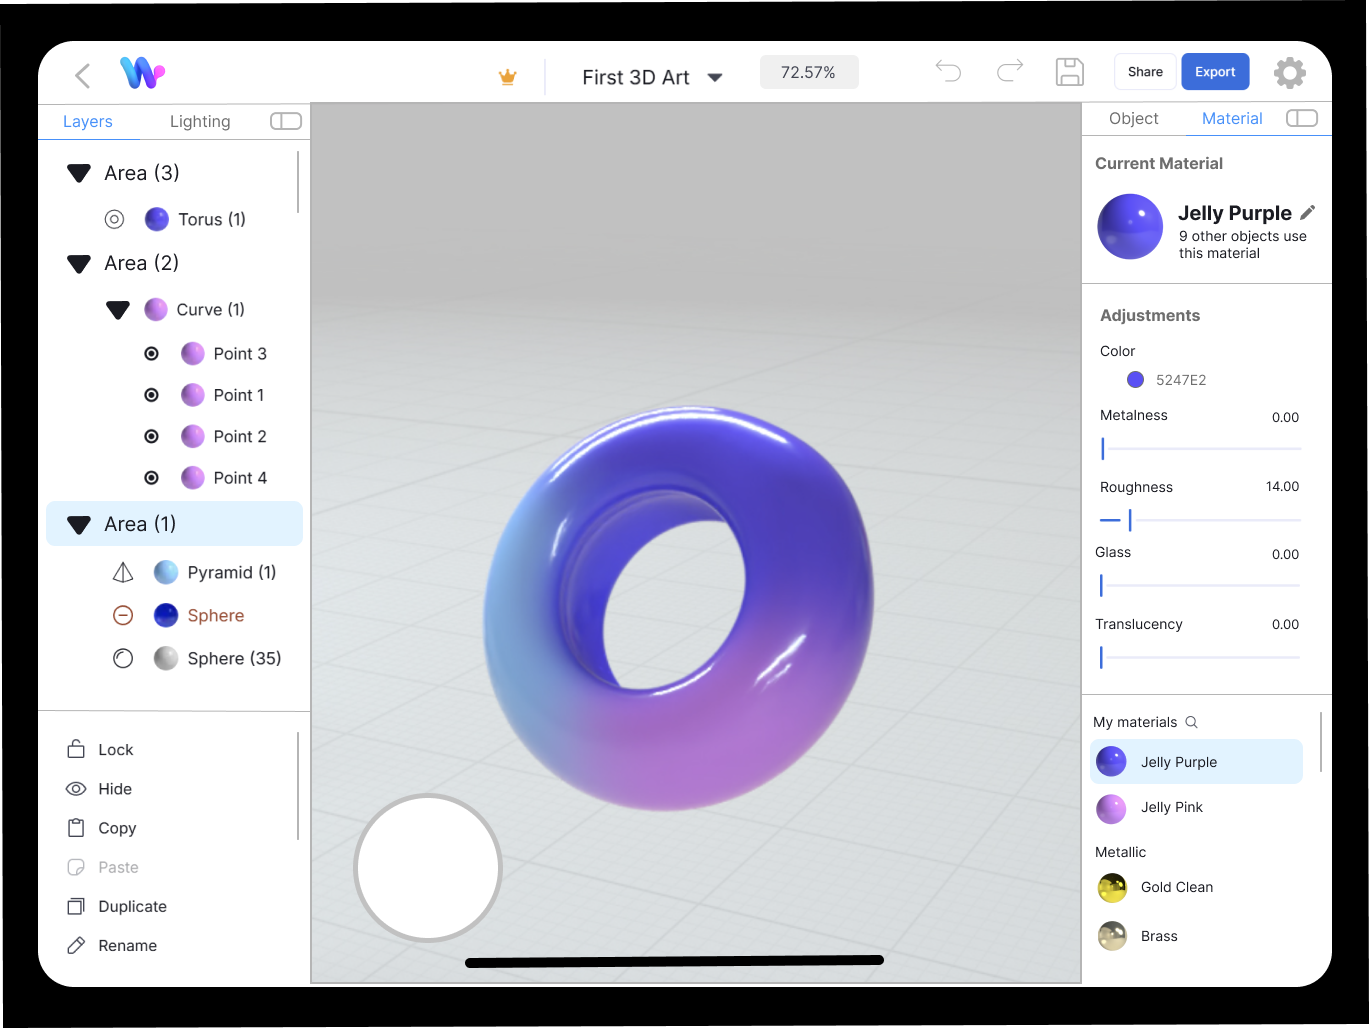 First 3D Art
72.57%
Share
Export
Layers
Lighting
Area (3)
Torus (1)
Area (2)
Curve (1)
Point 3
Point 1
Point 2
Point 4
Area (1)
Pyramid (1)
Sphere
Sphere (35)
Lock
Hide
Copy
Paste
Duplicate
Rename
Object
Material
Current Material
Jelly Purple
9 other objects use
this material
Adjustments
Color
5247E2
Metalness 0.00
Roughness 14.00
Glass 0.00
Translucency 0.00
My materials
Jelly Purple
Jelly Pink
Metallic
Gold Clean
Brass